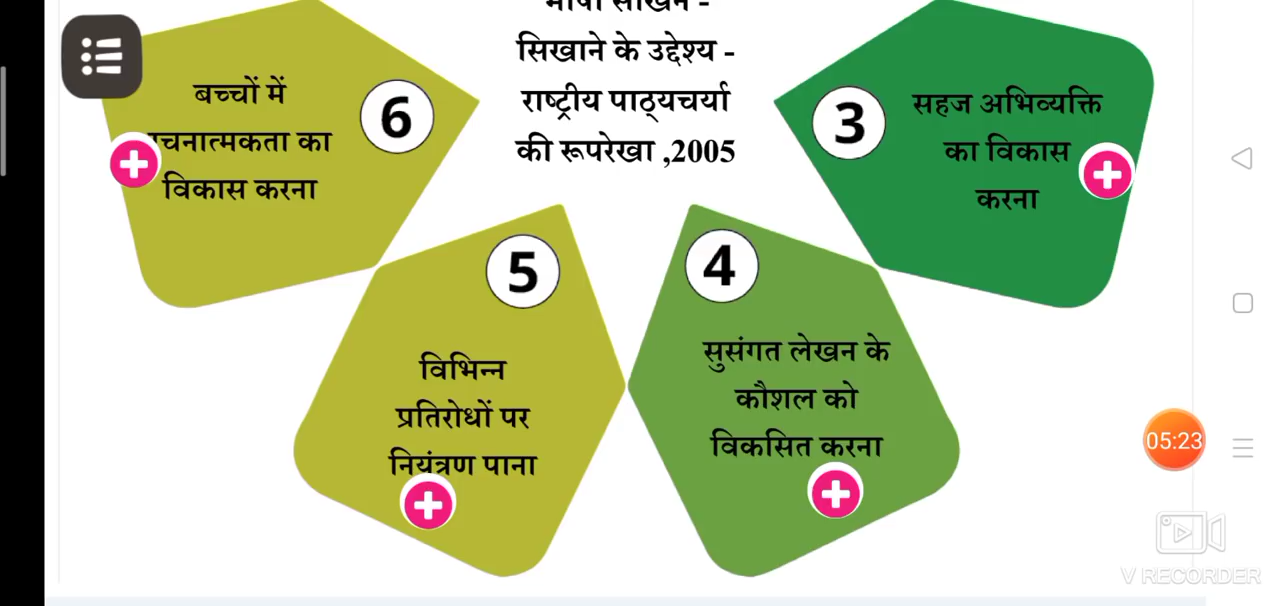 भाषा सीखने -
सिखाने के उद्देश्य -
राष्ट्रीय पाठ्यचर्या
की रूपरेखा ,2005
3
सहज अभिव्यक्ति
का विकास
करना
4
सुसंगत लेखन के
कौशल को
विकसित करना
5
विभिन्न
प्रतिरोधों पर
नियंत्रण पाना
6
बच्चों में
रचनात्मकता का
विकास करना
05:23
V RECORDER